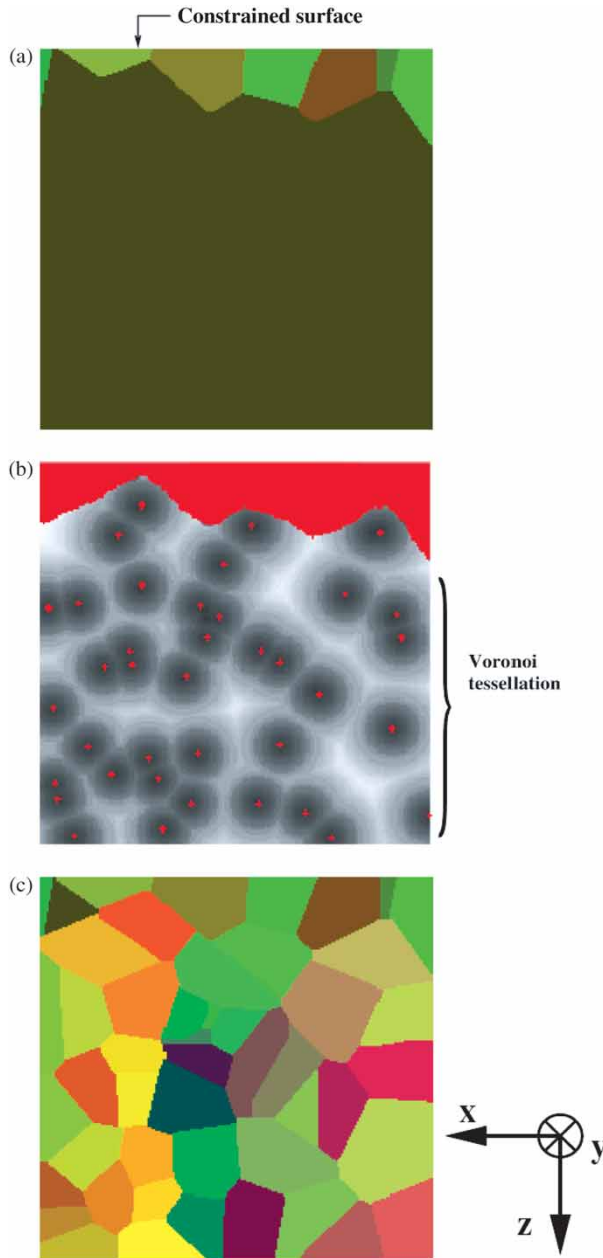 Constrained surface
(a)
(b)
Voronoi
tessellation
(c)
x
y
z